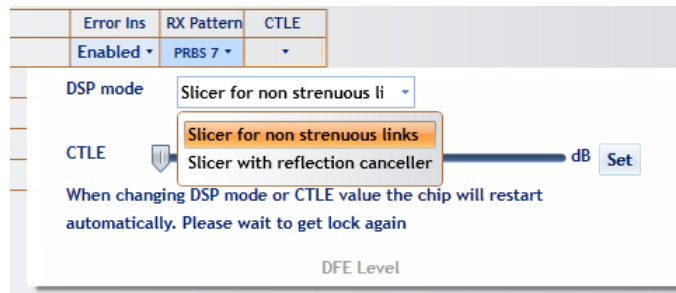 Error Ins RX Pattern CTLE
Enabled PRBS 7
DSP mode Slicer for non strenuous li
Slicer for non strenuous links
Slicer with reflection canceller
CTLE dB Set
When changing DSP mode or CTLE value the chip will restart
automatically. Please wait to get lock again
DFE Level